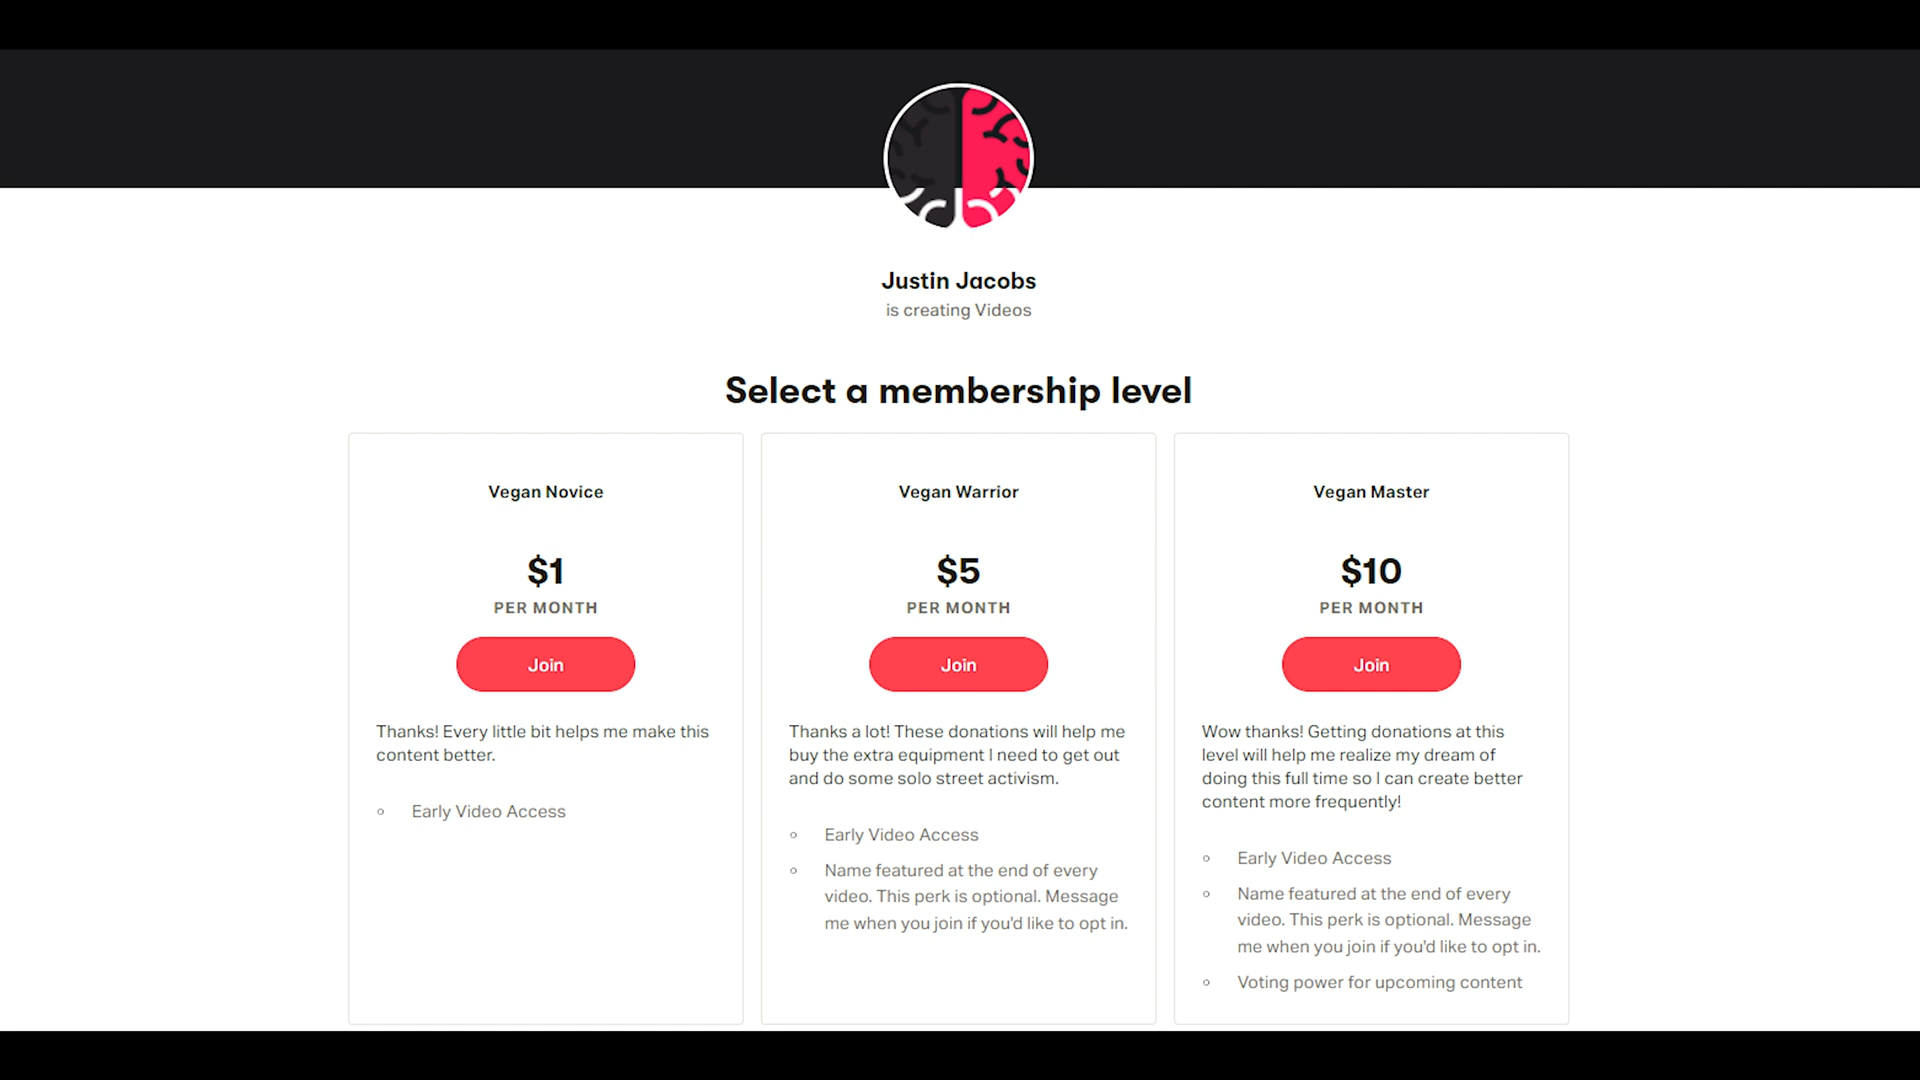 Justin Jacobs
is creating Videos
Select a membership level
Vegan Novice
$1
PER MONTH
Join
Thanks! Every little bit helps me make this
content better.
Early Video Access
Vegan Warrior
$5
PER MONTH
Join
Thanks a lot! These donations will help me
buy the extra equipment I need to get out
and do some solo street activism.
Early Video Access
Name featured at the end of every
video. This perk is optional. Message
me when you join if you'd like to opt in.
Vegan Master
$10
PER MONTH
Join
Wow thanks! Getting donations at this
level will help me realize my dream of
doing this full time so I can create better
content more frequently!
Early Video Access
Name featured at the end of every
video. This perk is optional. Message
me when you join if you'd like to opt in.
Voting power for upcoming content